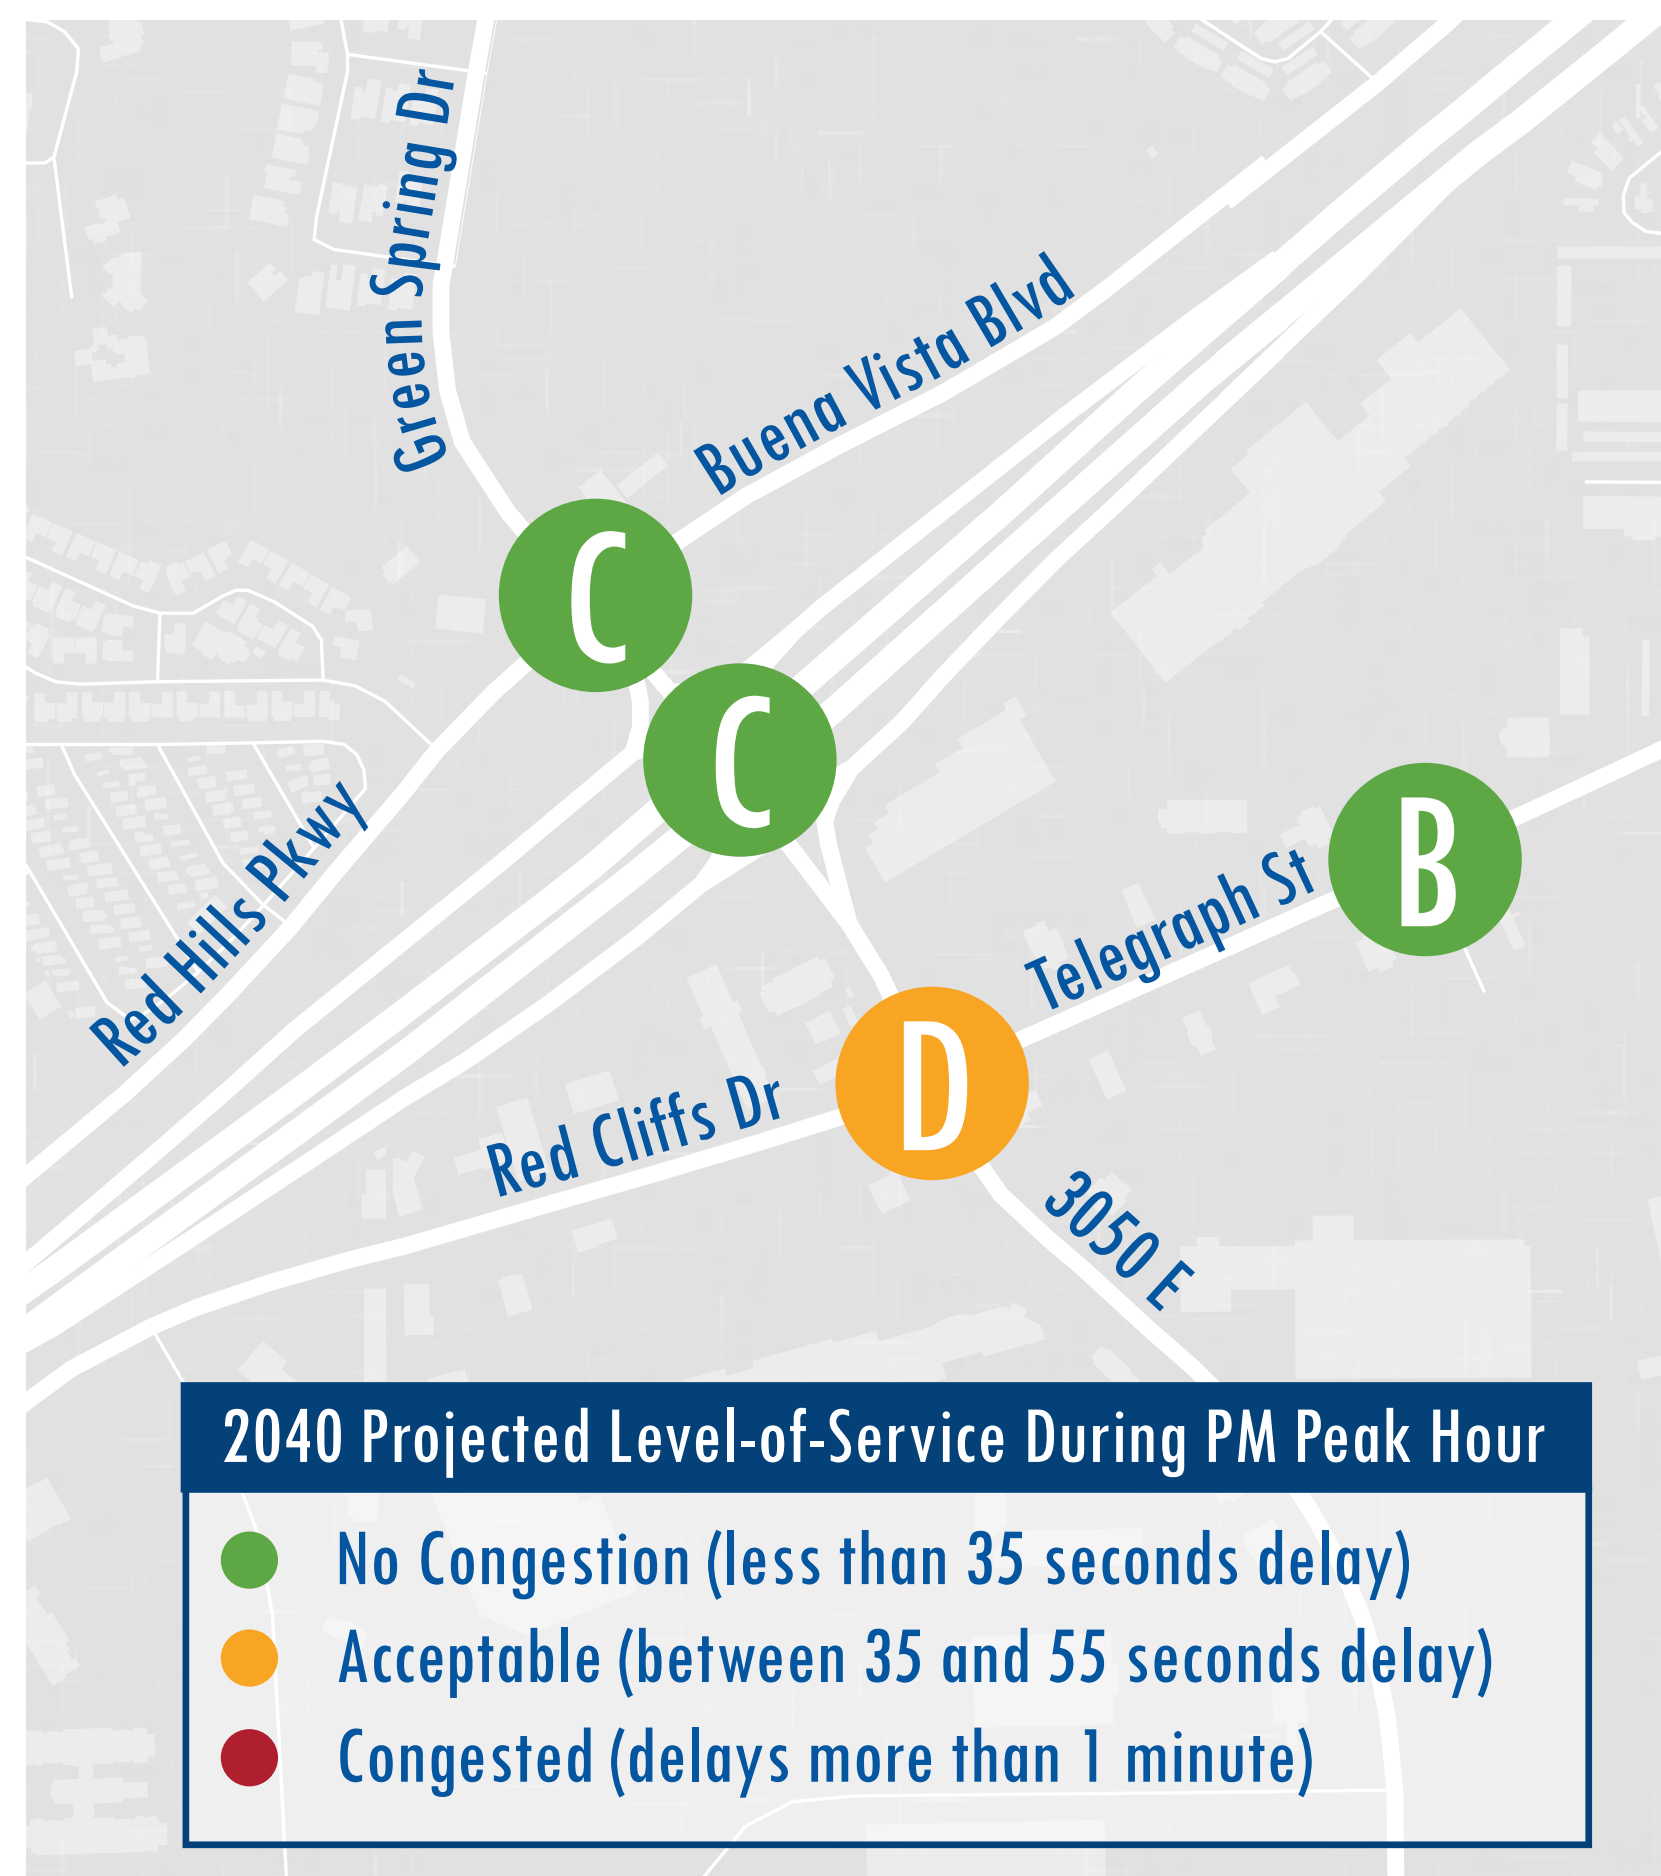 Green Spring Dr
Buena Vista Blvd
C
C
Red Hills Pkwy
B
Telegraph St
D
Red Cliffs Dr
3050 E
2040 Projected Level-of-Service During PM Peak Hour
No Congestion (less than 35 seconds delay)
Acceptable (between 35 and 55 seconds delay)
Congested (delays more than 1 minute)